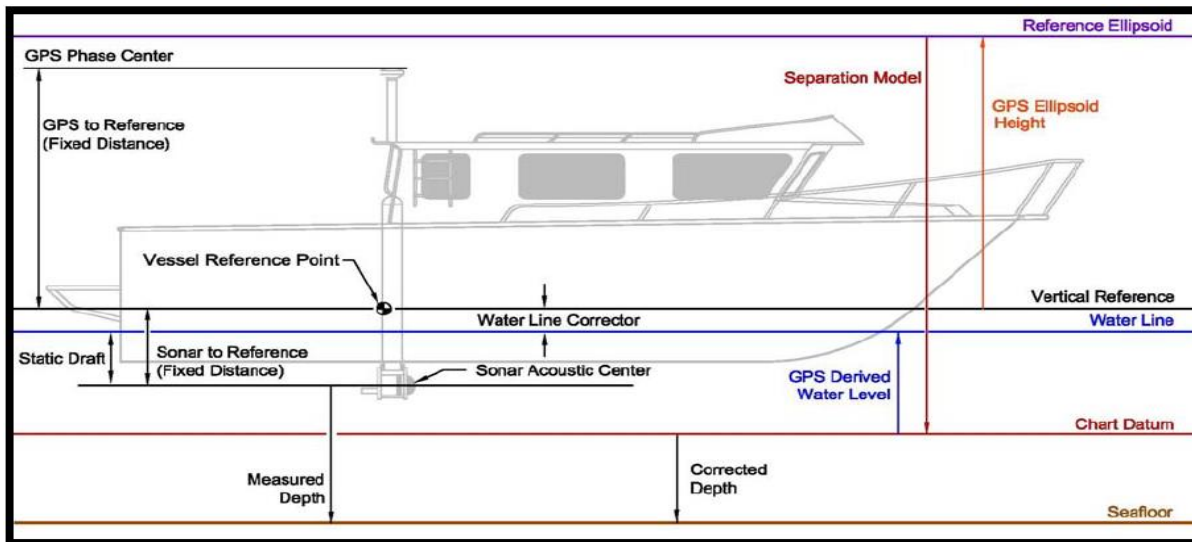 Reference Ellipsoid
GPS Phase Center
Separation Model
GPS Ellipsoid
Height
GPS to Reference
(Fixed Distance)
Vessel Reference Point
Vertical Reference
Water Line Corrector
Water Line
Static Draft
Sonar to Reference
(Fixed Distance)
Sonar Acoustic Center
GPS Derived
Water Level
Chart Datum
Measured
Depth
Corrected
Depth
Seafloor